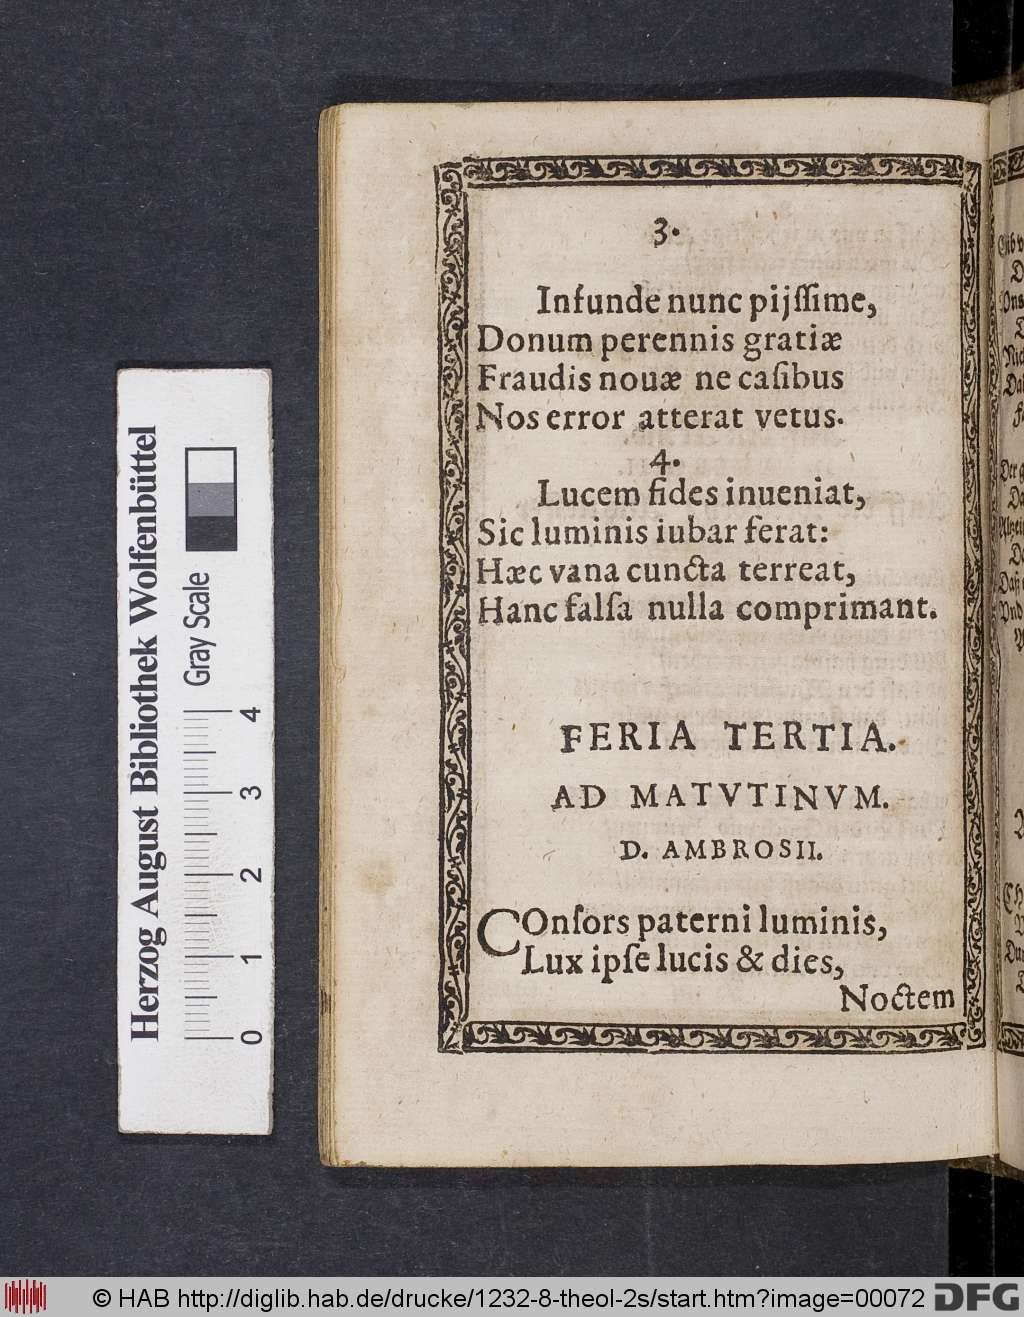 3.
Infunde nunc pijſſime,
Donum perennis gratiæ
Fraudis nouæ ne caſibus
Nos error atterat vetus.
4.
Lucem fides inueniat,
Sic luminis iubar ferat:
Hæc vana cuncta terreat,
Hanc falſa nulla comprimant.
FERIA TERTIA.
AD MATVTINVM.
D. AMBROSII.
COnſors paterni luminis,
Lux ipſe lucis & dies,
Noctem
Herzog August Bibliothek Wolfenbüttel
Gray Scale
0 1 2 3 4
© HAB http://diglib.hab.de/drucke/1232-8-theol-2s/start.htm?image=00072
DFG